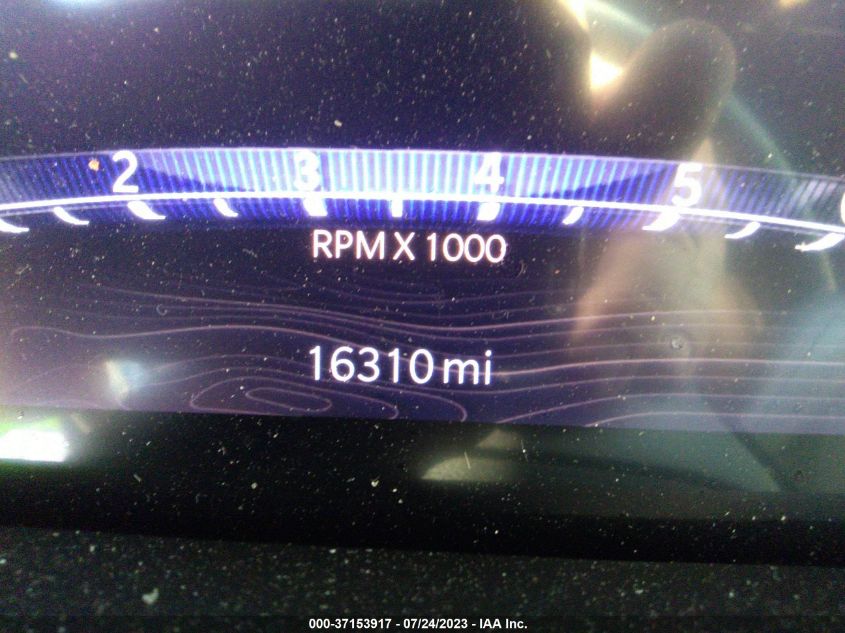 2 3 4 5
RPM X 1000
16310 mi
000-37153917 - 07/24/2023 - IAA Inc.